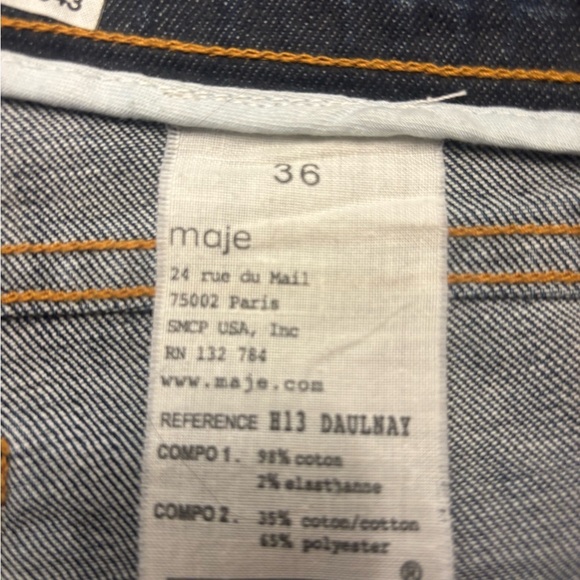 36
maje
24 rue du Mail
75002 Paris
SMCP USA, Inc
RN 132 784
www.maje.com
REFERENCE H13 DAULNAY
COMPO 1. 98% coton
2% elasthanne
COMPO 2. 35% coton/cotton
65% polyester
®